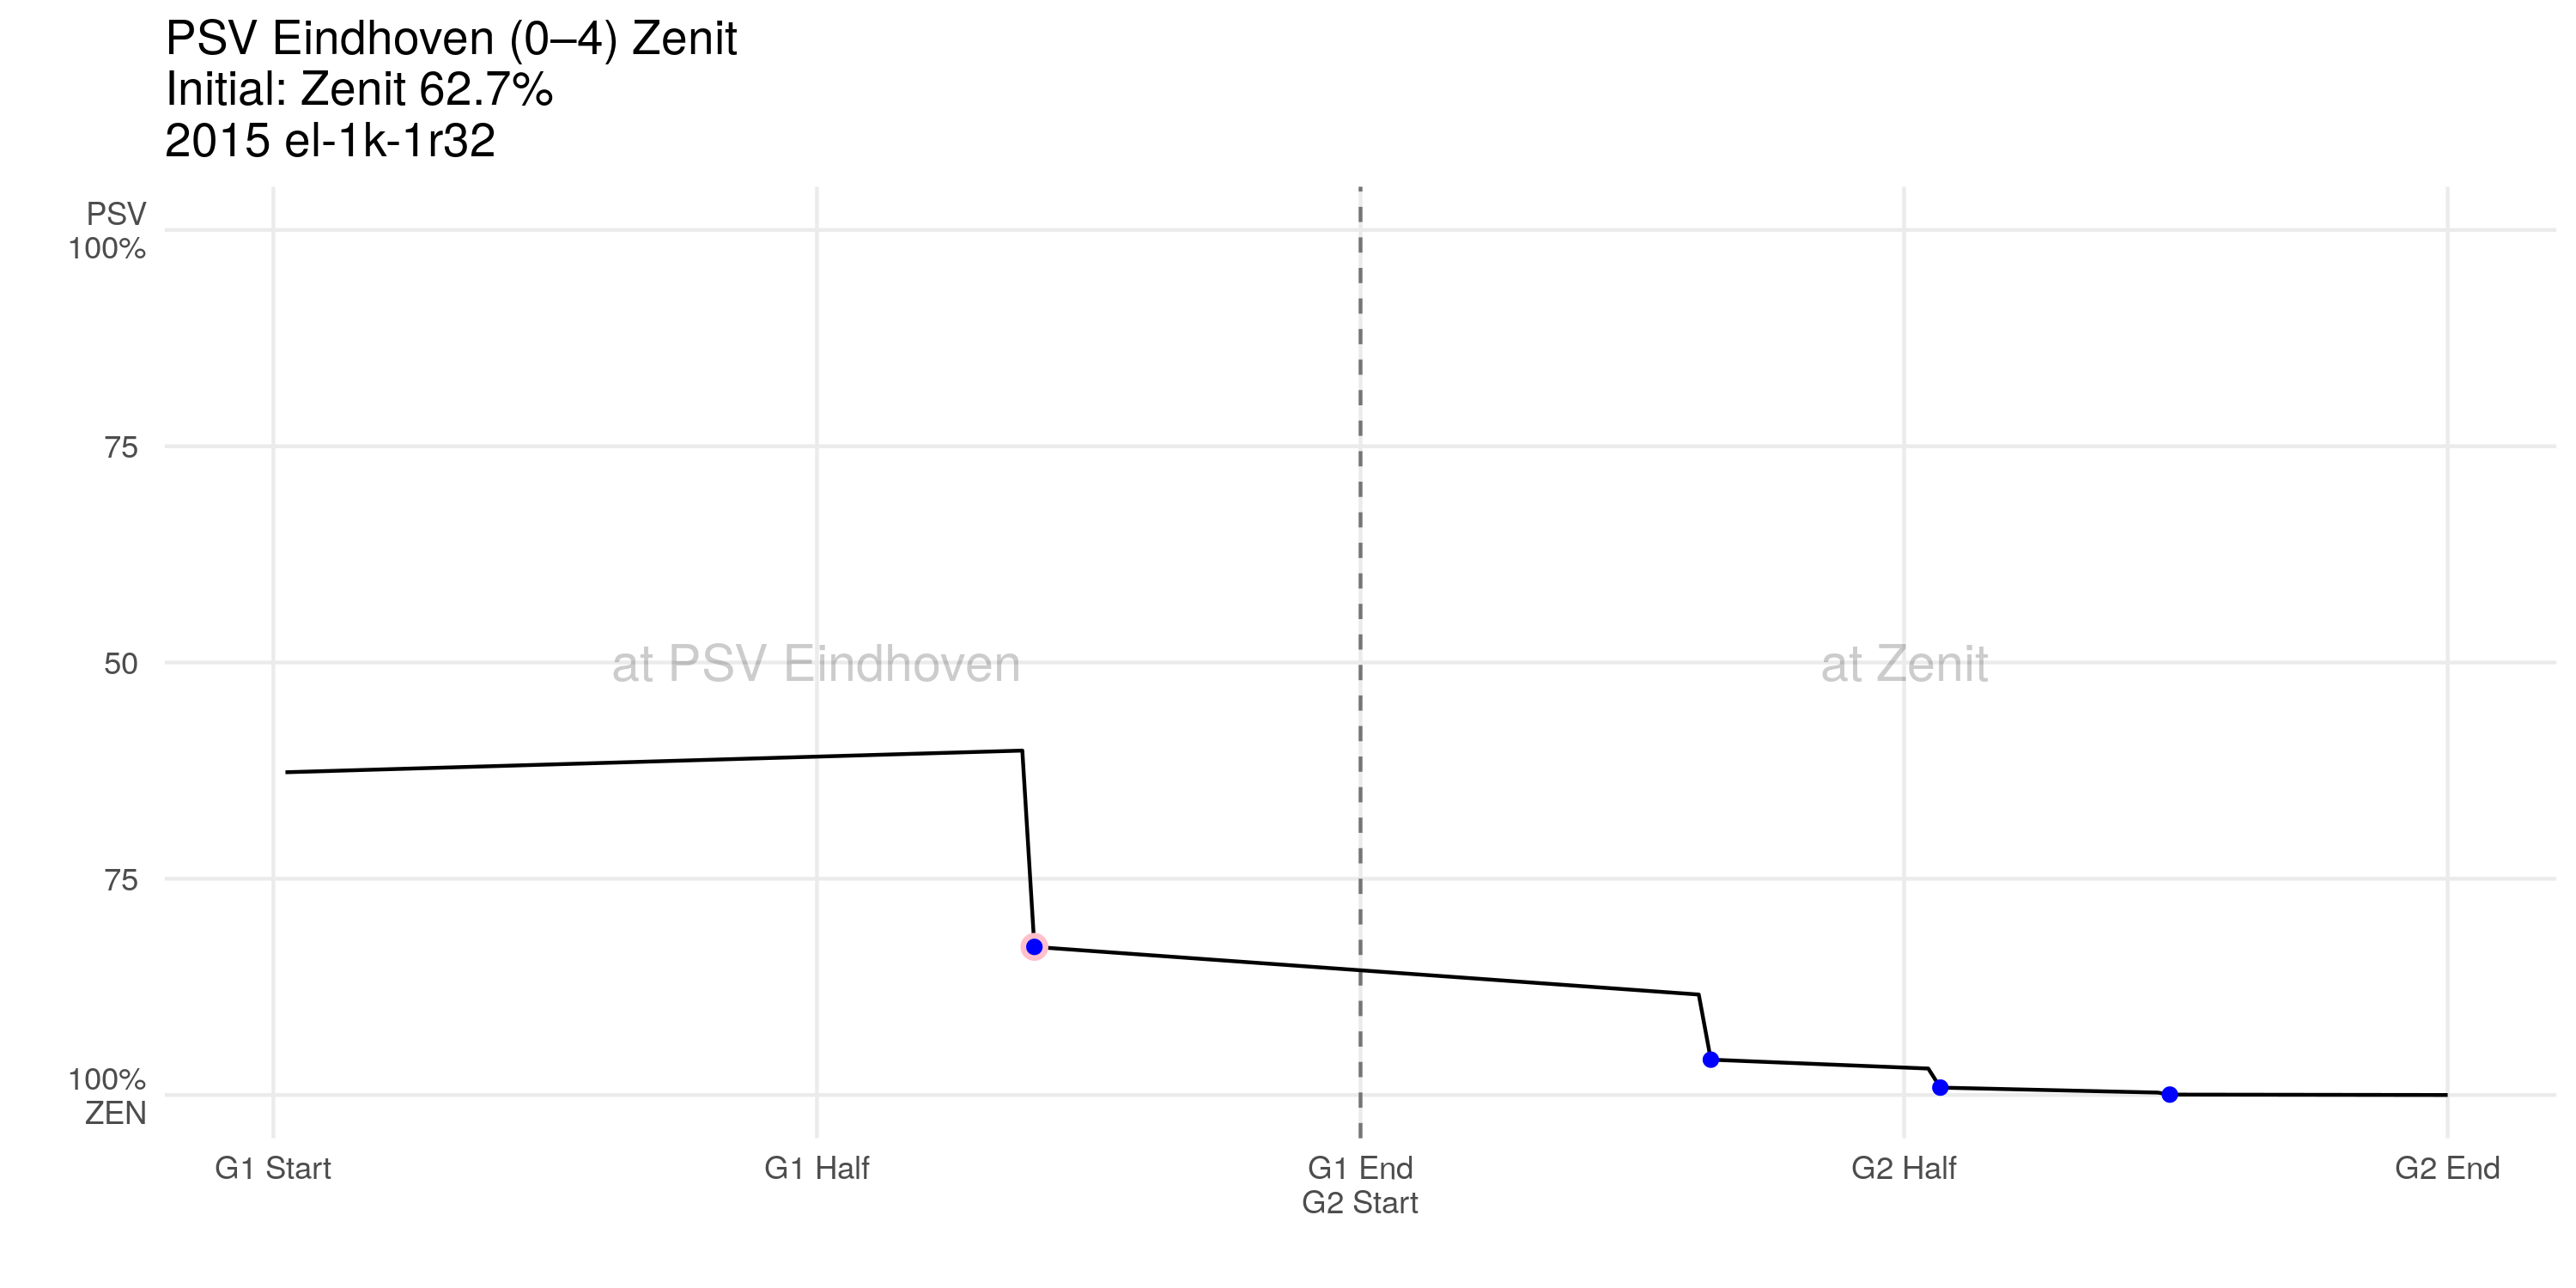 PSV Eindhoven (0–4) Zenit
Initial: Zenit 62.7%
2015 el-1k-1r32
PSV
100%
75
50
75
100%
ZEN
at PSV Eindhoven
at Zenit
G1 Start
G1 Half
G1 End
G2 Start
G2 Half
G2 End